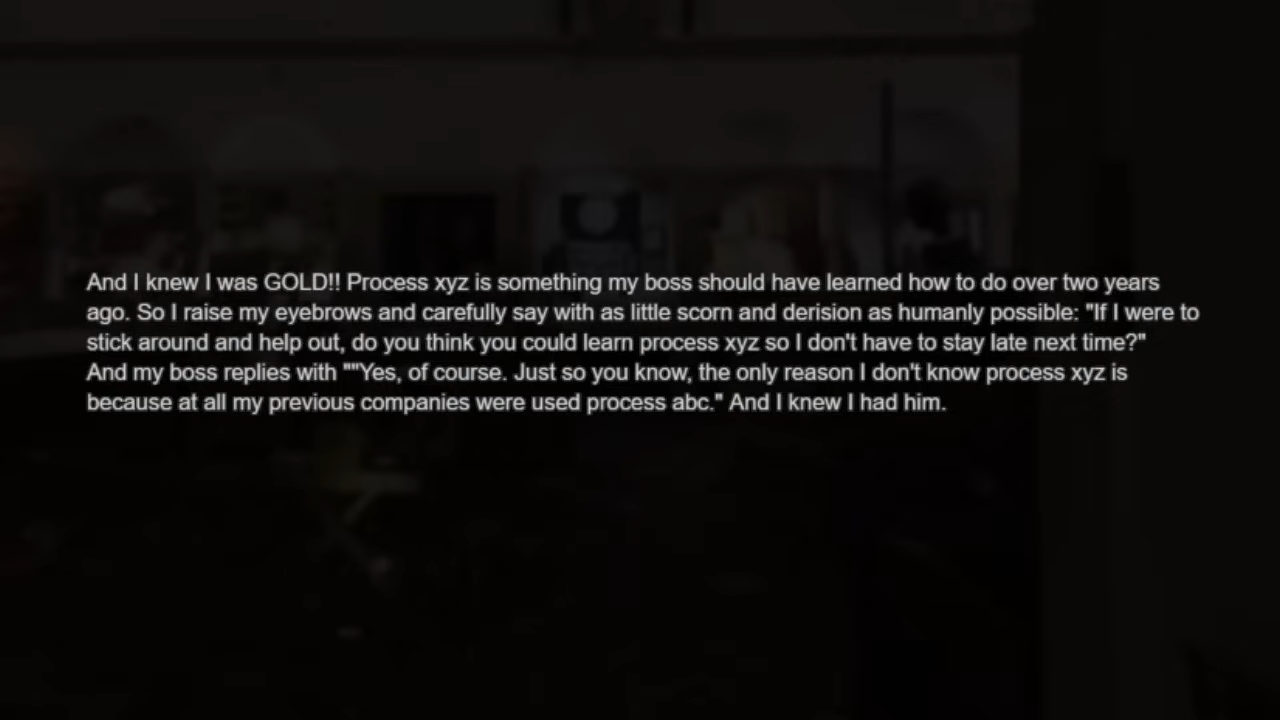 And I knew I was GOLD!! Process xyz is something my boss should have learned how to do over two years
ago. So I raise my eyebrows and carefully say with as little scorn and derision as humanly possible: "If I were to
stick around and help out, do you think you could learn process xyz so I don't have to stay late next time?"
And my boss replies with ""Yes, of course. Just so you know, the only reason I don't know process xyz is
because at all my previous companies were used process abc." And I knew I had him.